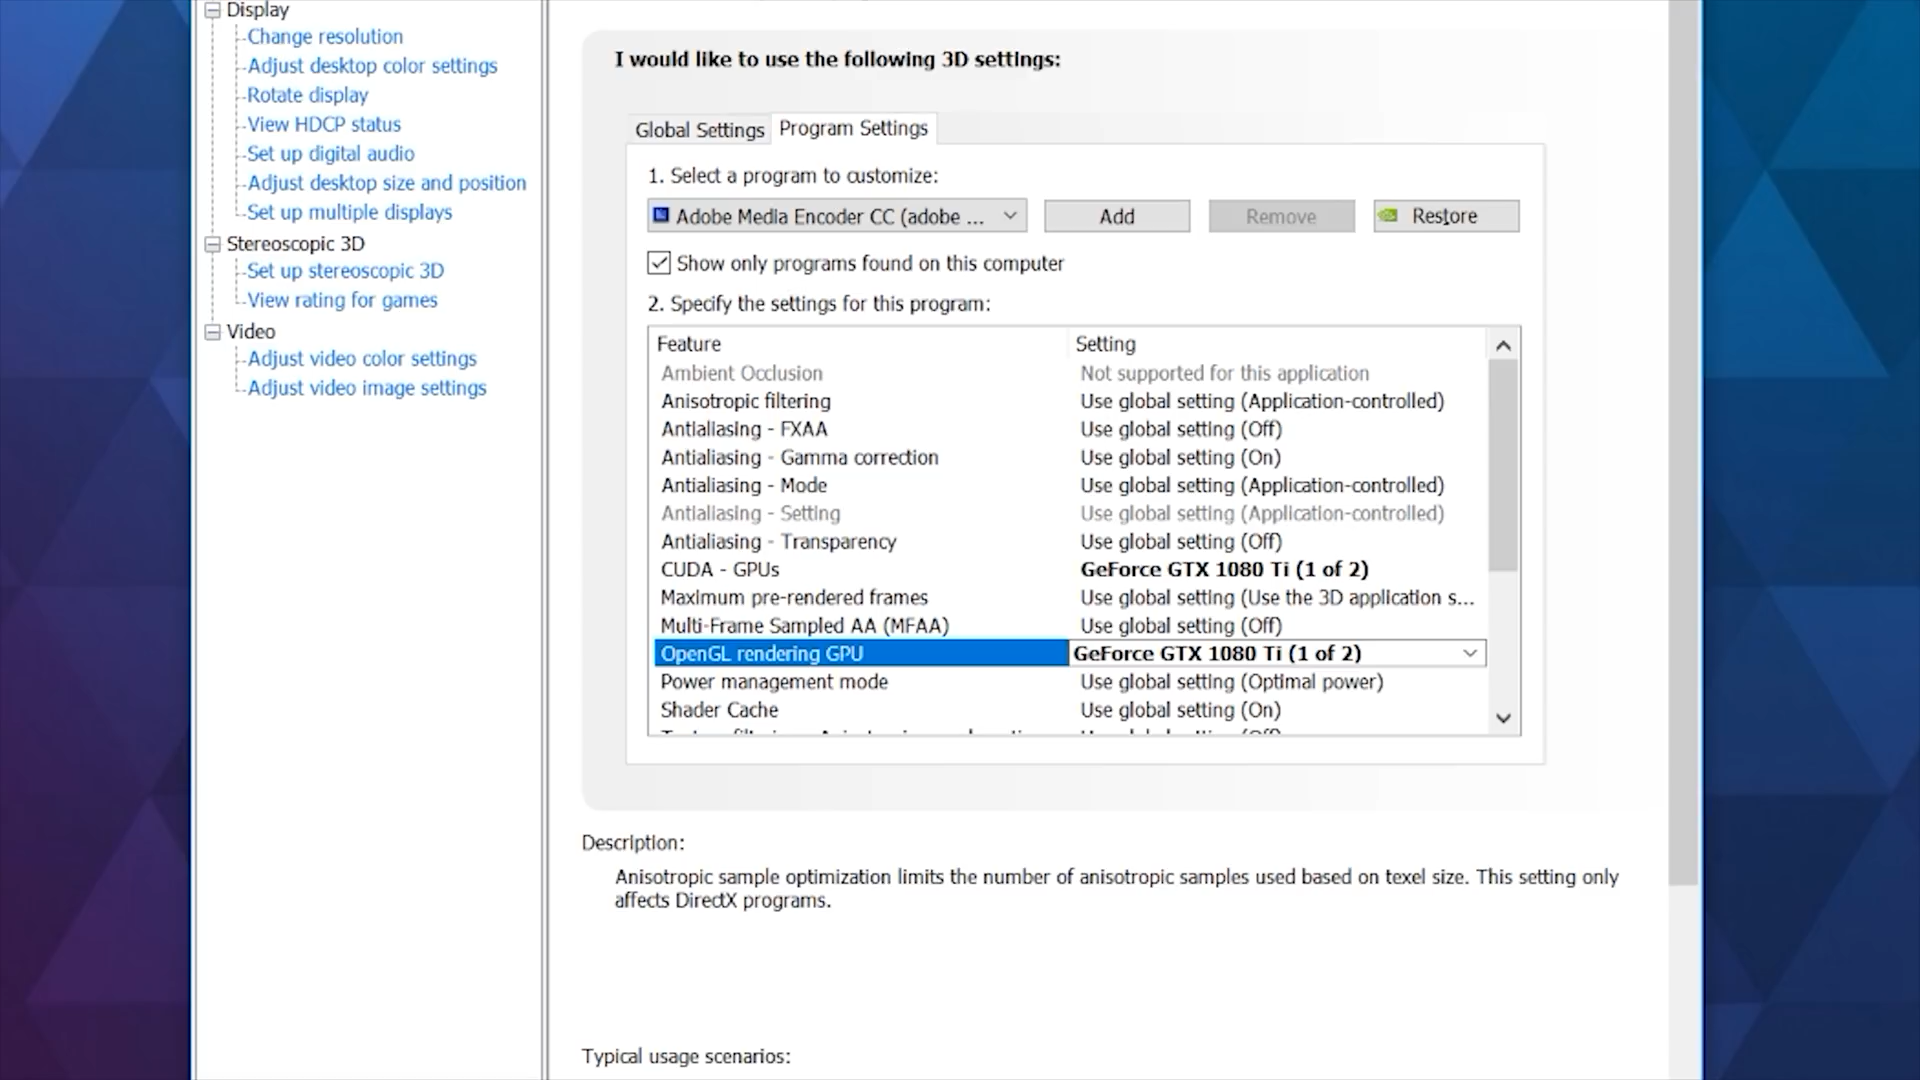 Display
Change resolution
Adjust desktop color settings
Rotate display
View HDCP status
Set up digital audio
Adjust desktop size and position
Set up multiple displays
Stereoscopic 3D
Set up stereoscopic 3D
View rating for games
Video
Adjust video color settings
Adjust video image settings
I would like to use the following 3D settings:
Global Settings Program Settings
1. Select a program to customize:
Adobe Media Encoder CC (adobe ... Add Remove Restore
Show only programs found on this computer
2. Specify the settings for this program:
Feature Setting
Ambient Occlusion Not supported for this application
Anisotropic filtering Use global setting (Application-controlled)
Antialiasing - FXAA Use global setting (Off)
Antialiasing - Gamma correction Use global setting (On)
Antialiasing - Mode Use global setting (Application-controlled)
Antialiasing - Setting Use global setting (Application-controlled)
Antialiasing - Transparency Use global setting (Off)
CUDA - GPUs GeForce GTX 1080 Ti (1 of 2)
Maximum pre-rendered frames Use global setting (Use the 3D application s...
Multi-Frame Sampled AA (MFAA) Use global setting (Off)
OpenGL rendering GPU GeForce GTX 1080 Ti (1 of 2)
Power management mode Use global setting (Optimal power)
Shader Cache Use global setting (On)
Description:
Anisotropic sample optimization limits the number of anisotropic samples used based on texel size. This setting only
affects DirectX programs.
Typical usage scenarios: